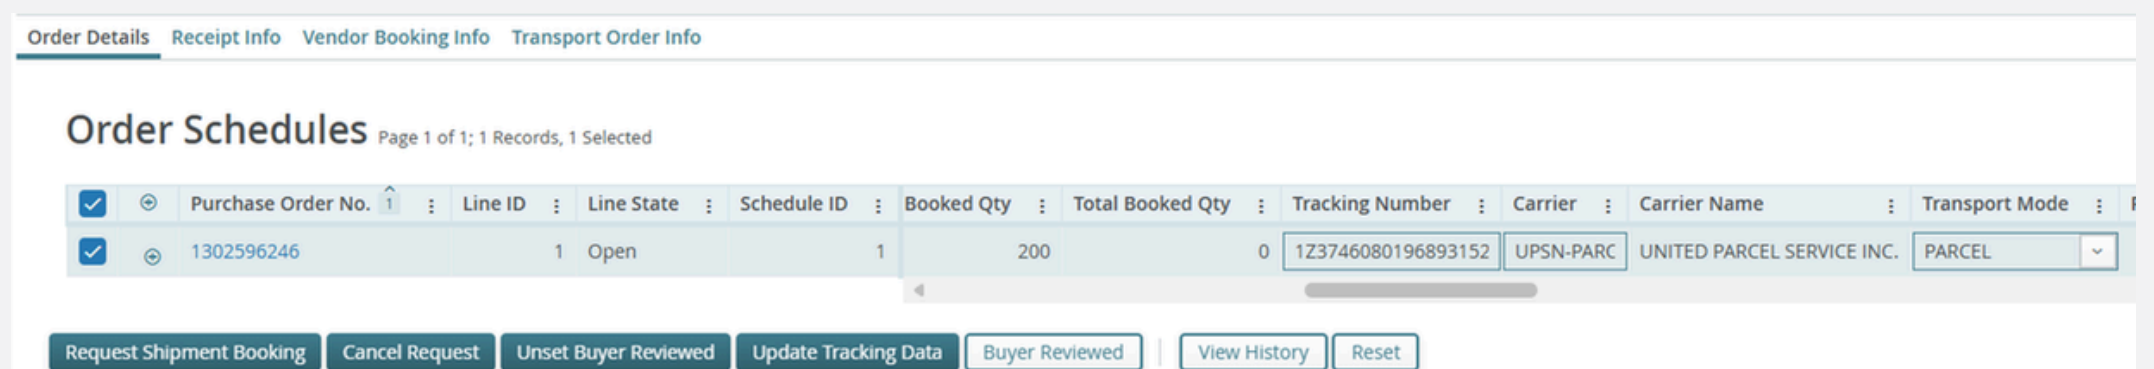 Order Details Receipt Info Vendor Booking Info Transport Order Info
Order Schedules Page 1 of 1; 1 Records, 1 Selected
Purchase Order No. 1 Line ID Line State Schedule ID Booked Qty Total Booked Qty Tracking Number Carrier Carrier Name Transport Mode
1302596246 1 Open 1 200 0 1Z3746080196893152 UPSN-PARC UNITED PARCEL SERVICE INC. PARCEL
Request Shipment Booking Cancel Request Unset Buyer Reviewed Update Tracking Data Buyer Reviewed View History Reset